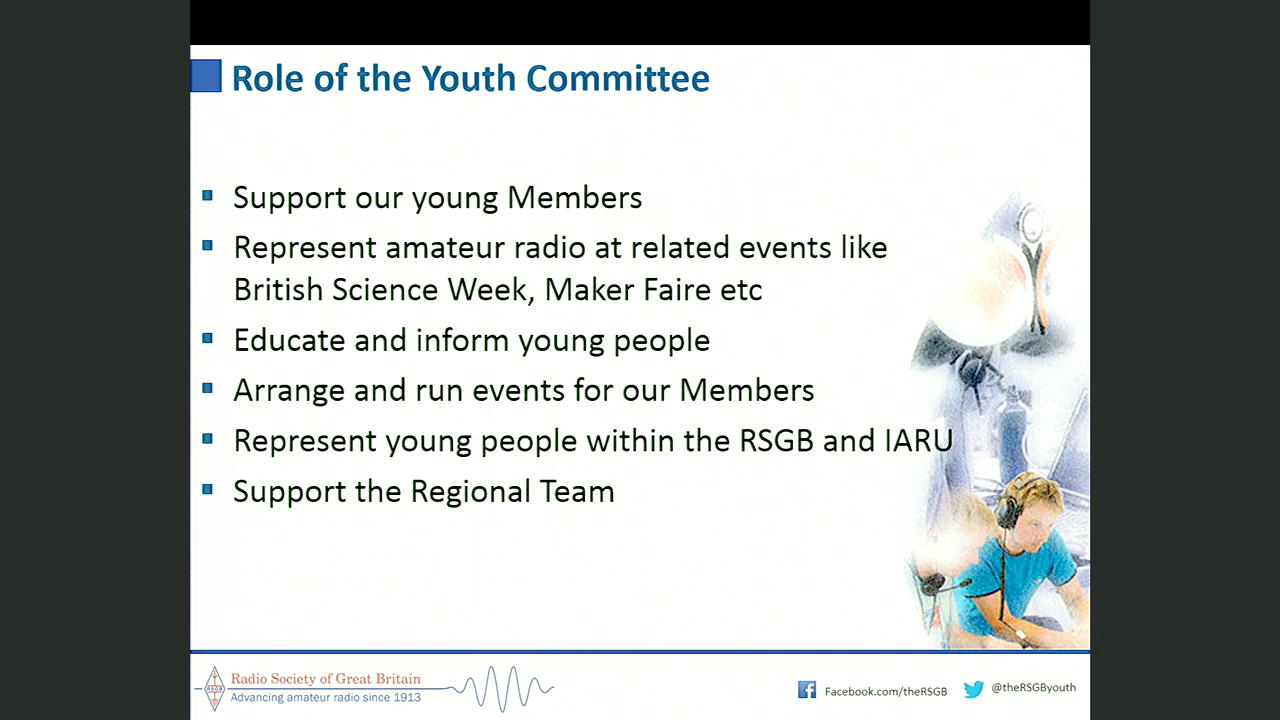 Role of the Youth Committee
Support our young Members
Represent amateur radio at related events like
British Science Week, Maker Faire etc
Educate and inform young people
Arrange and run events for our Members
Represent young people within the RSGB and IARU
Support the Regional Team
RSGB
Radio Society of Great Britain
Advancing amateur radio since 1913
Facebook.com/theRSGB
@theRSGByouth